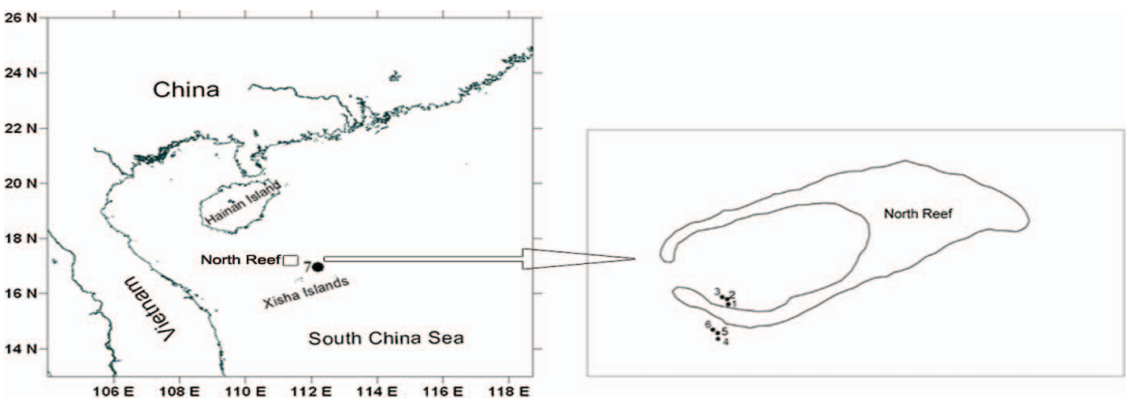 26 N
24 N
22 N
20 N
18 N
16 N
14 N
106 E 108 E 110 E 112 E 114 E 116 E 118 E
China
Hainan Island
North Reef
7
Xisha Islands
Vietnam
South China Sea
North Reef
3 2
1
6 5
4